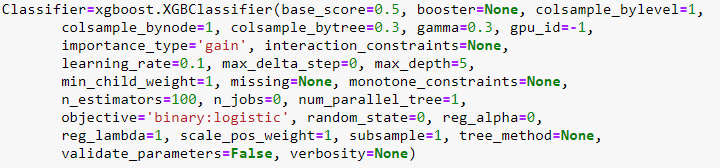 Classifier=xgboost.XGBClassifier(base_score=0.5, booster=None, colsample_bylevel=1,
colsample_bynode=1, colsample_bytree=0.3, gamma=0.3, gpu_id=-1,
importance_type='gain', interaction_constraints=None,
learning_rate=0.1, max_delta_step=0, max_depth=5,
min_child_weight=1, missing=None, monotone_constraints=None,
n_estimators=100, n_jobs=0, num_parallel_tree=1,
objective='binary:logistic', random_state=0, reg_alpha=0,
reg_lambda=1, scale_pos_weight=1, subsample=1, tree_method=None,
validate_parameters=False, verbosity=None)